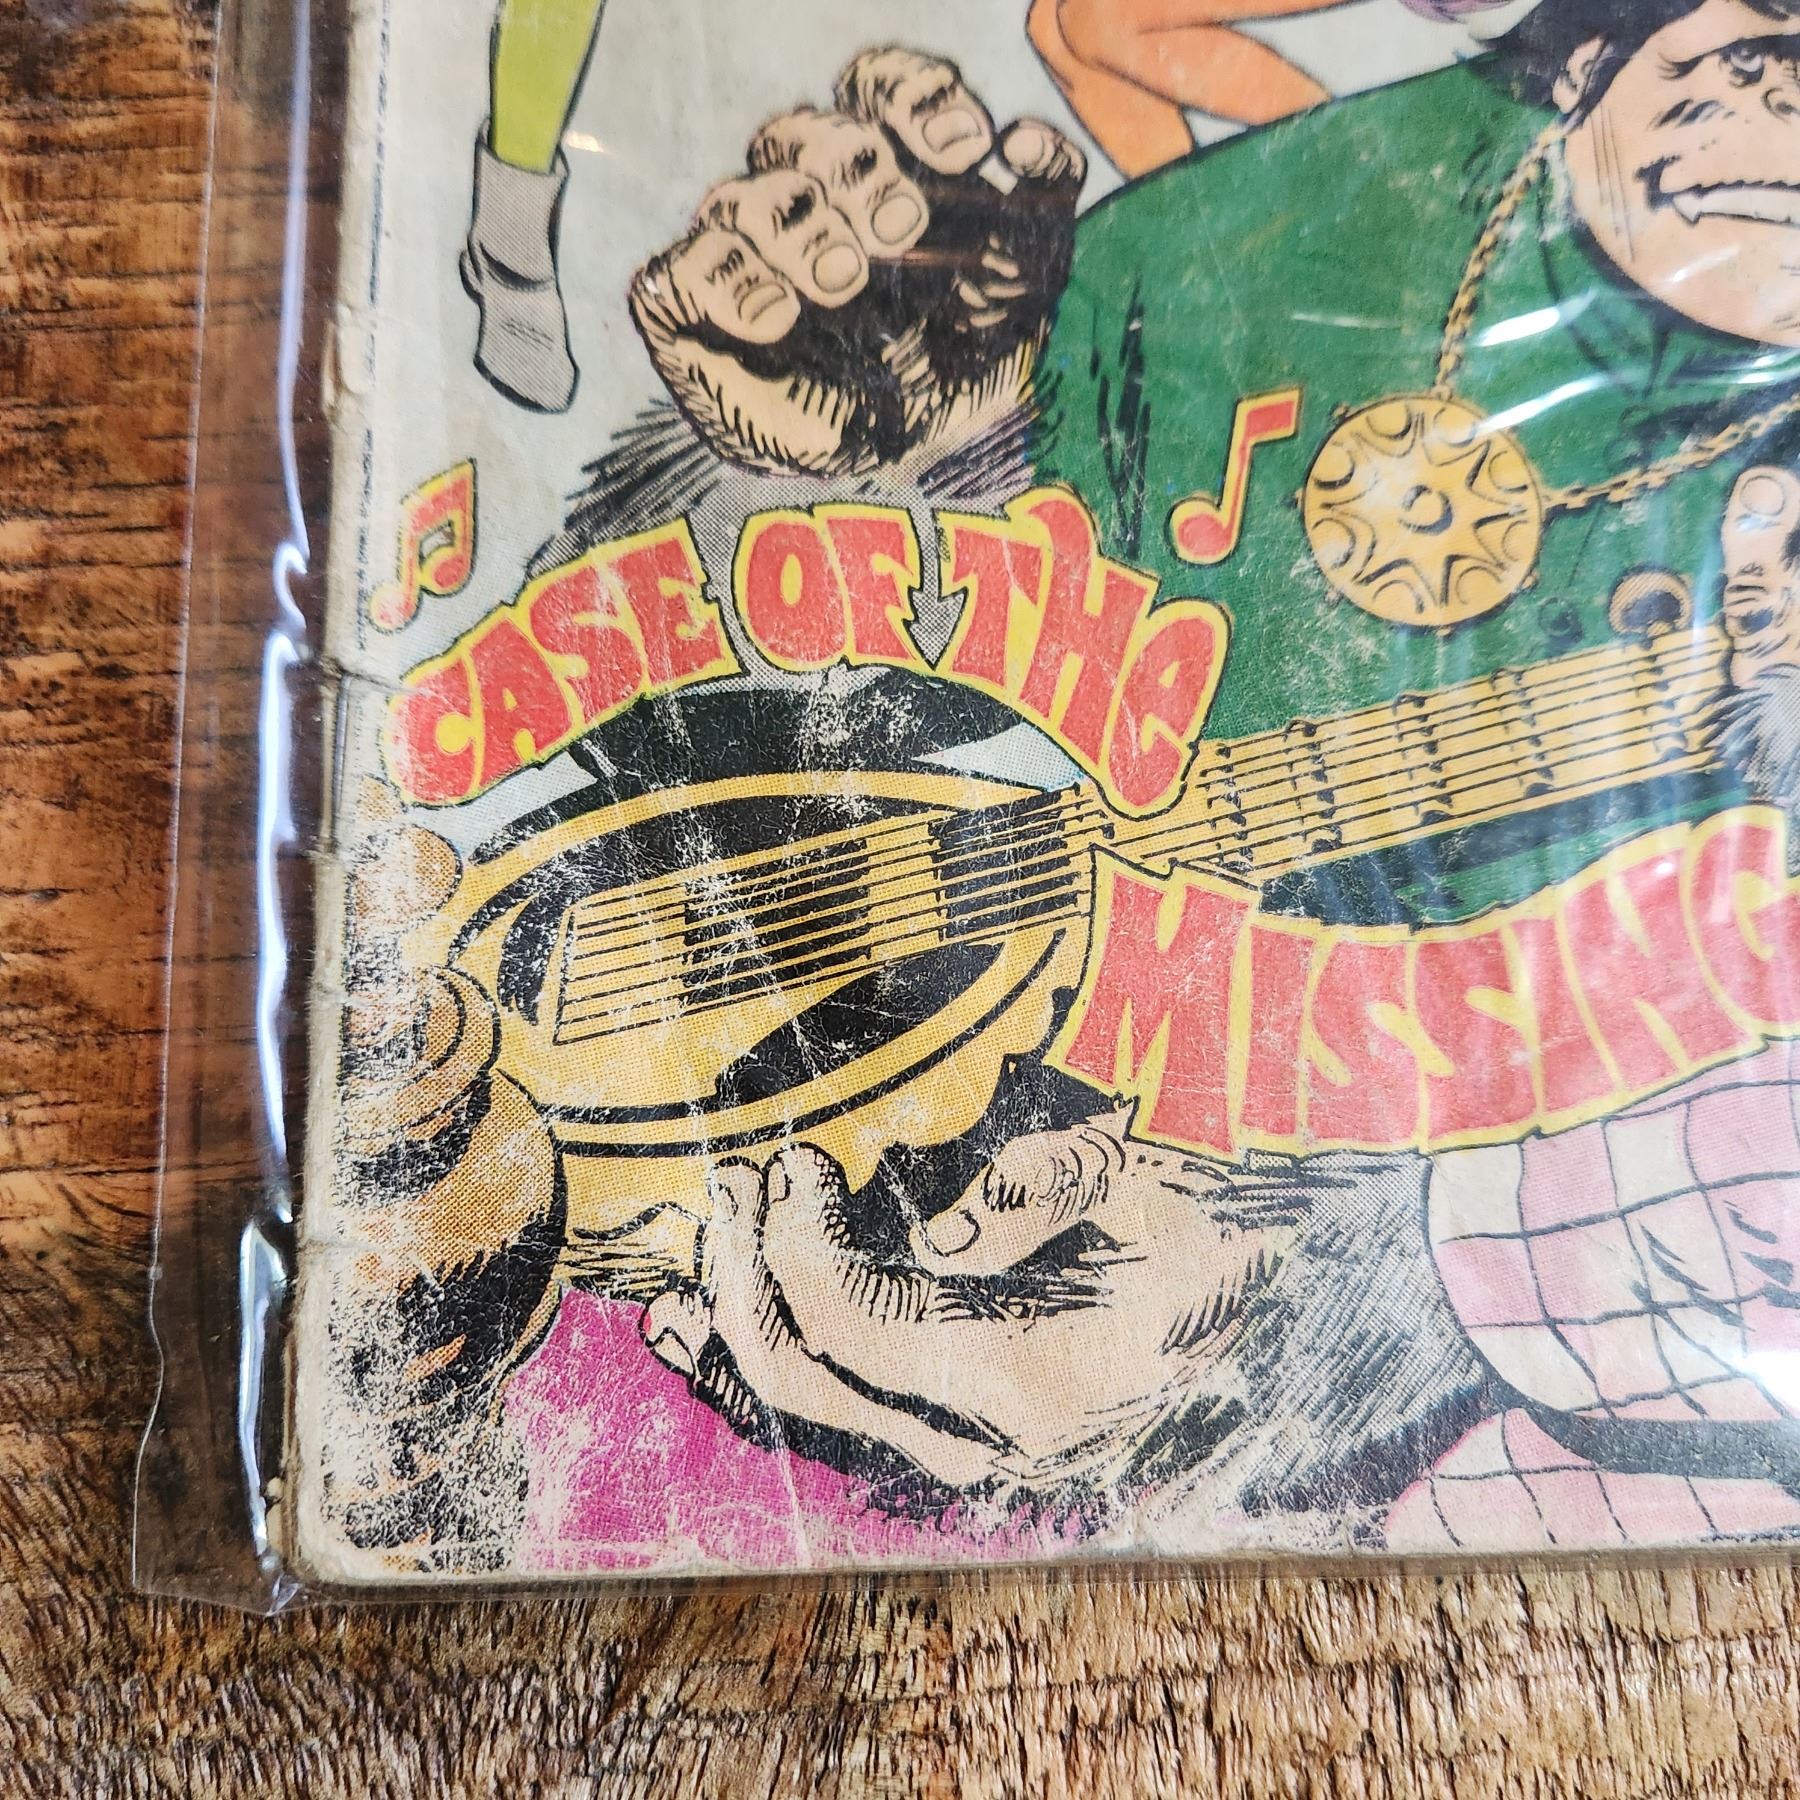 CASE OF THE
MISSING